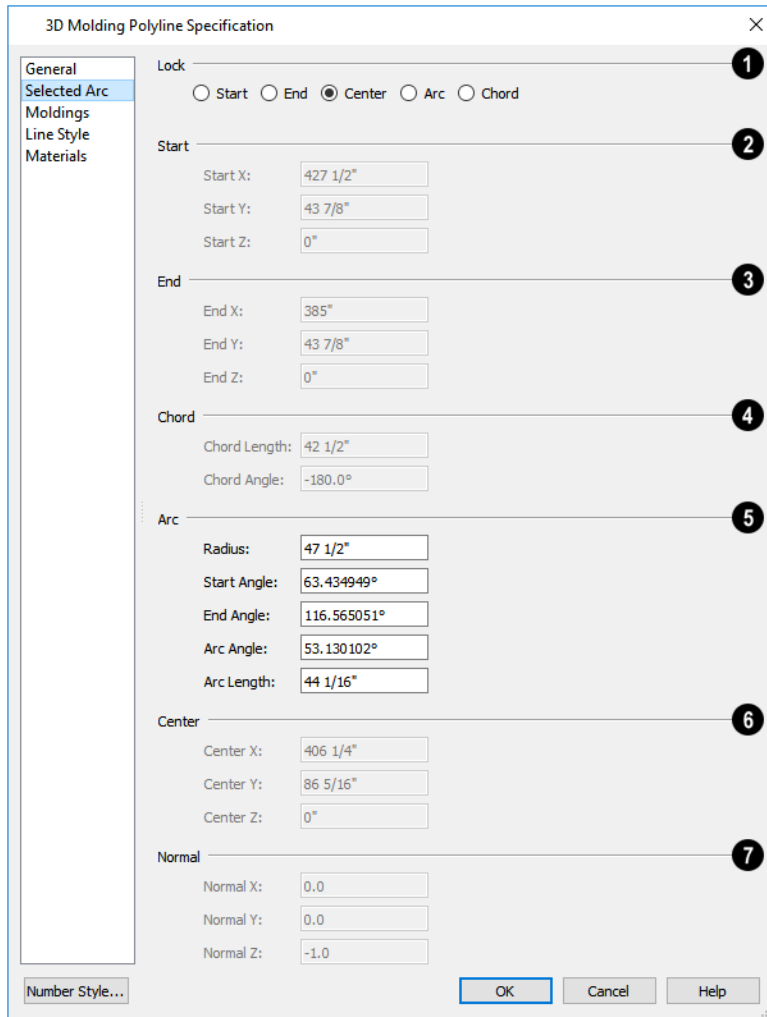 3D Molding Polyline Specification
General
Selected Arc
Moldings
Line Style
Materials
Lock 1
Start End Center Arc Chord
Start 2
Start X: 427 1/2"
Start Y: 43 7/8"
Start Z: 0"
End 3
End X: 385"
End Y: 43 7/8"
End Z: 0"
Chord 4
Chord Length: 42 1/2"
Chord Angle: -180.0°
Arc 5
Radius: 47 1/2"
Start Angle: 63.434949°
End Angle: 116.565051°
Arc Angle: 53.130102°
Arc Length: 44 1/16"
Center 6
Center X: 406 1/4"
Center Y: 86 5/16"
Center Z: 0"
Normal 7
Normal X: 0.0
Normal Y: 0.0
Normal Z: -1.0
Number Style... OK Cancel Help